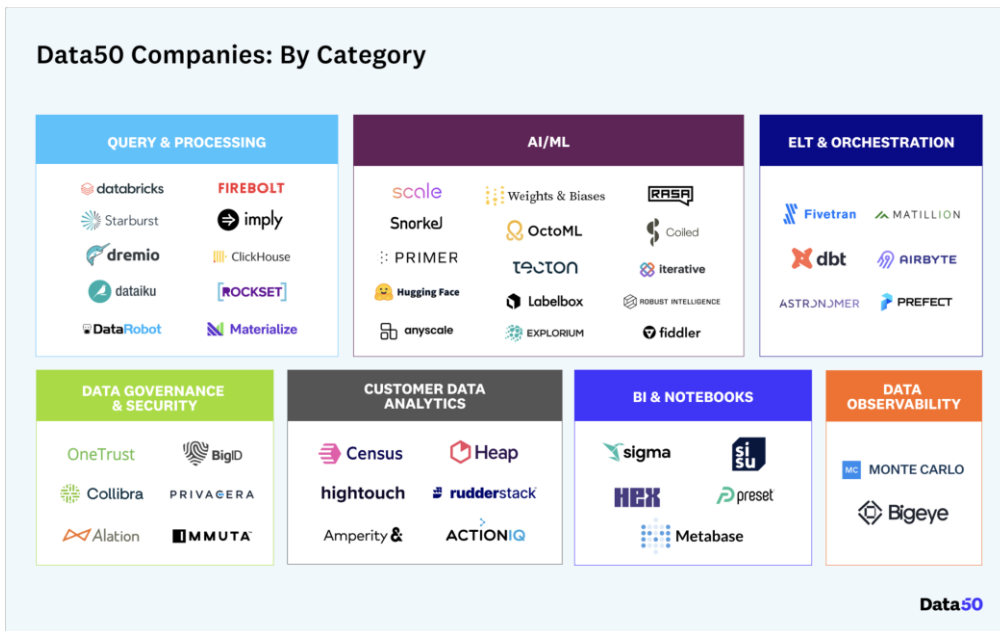 Data50 Companies: By Category
QUERY & PROCESSING
databricks
FIREBOLT
Starburst
imply
dremio
ClickHouse
dataiku
ROCKSET
DataRobot
Materialize
AI/ML
scale
Weights & Biases
RASA
Snorkel
OctoML
Coiled
PRIMER
TECTON
iterative
Hugging Face
Labelbox
ROBUST INTELLIGENCE
anyscale
EXPLORIUM
fiddler
ELT & ORCHESTRATION
Fivetran
MATILLION
dbt
AIRBYTE
ASTRONOMER
PREFECT
DATA GOVERNANCE
& SECURITY
OneTrust
BigID
Collibra
PRIVACERA
Alation
IMMUTA
CUSTOMER DATA
ANALYTICS
Census
Heap
hightouch
rudderstack
Amperity &
ACTIONIQ
BI & NOTEBOOKS
sigma
si
su
HEX
preset
Metabase
DATA
OBSERVABILITY
MC MONTE CARLO
Bigeye
Data50